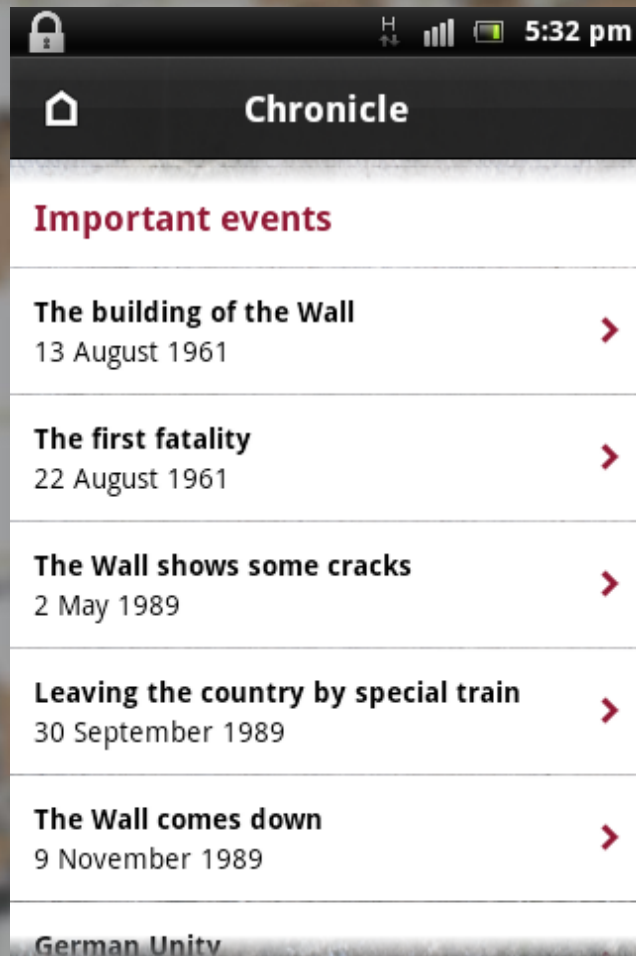 H 5:32 pm
Chronicle
Important events
The building of the Wall
13 August 1961
The first fatality
22 August 1961
The Wall shows some cracks
2 May 1989
Leaving the country by special train
30 September 1989
The Wall comes down
9 November 1989
German Unity